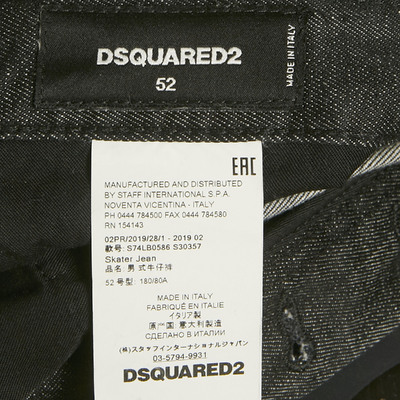 DSQUARED2
52
MADE IN ITALY
EAC
MANUFACTURED AND DISTRIBUTED
BY STAFF INTERNATIONAL S.P.A.
NOVENTA VICENTINA - ITALY
PH 0444 784500 FAX 0444 784580
RN 154143
02PR/2019/28/1 - 2019 02
款号: S74LB0586 S30357
Skater Jean
品名: 男式牛仔裤
52 号型: 180/80A
MADE IN ITALY
FABRIQUÉ EN ITALIE
イタリア製
原产国: 意大利制造
СДЕЛАНО В ИТАЛИИ
(株)スタッフインターナショナルジャパン
03-5794-9931
DSQUARED2